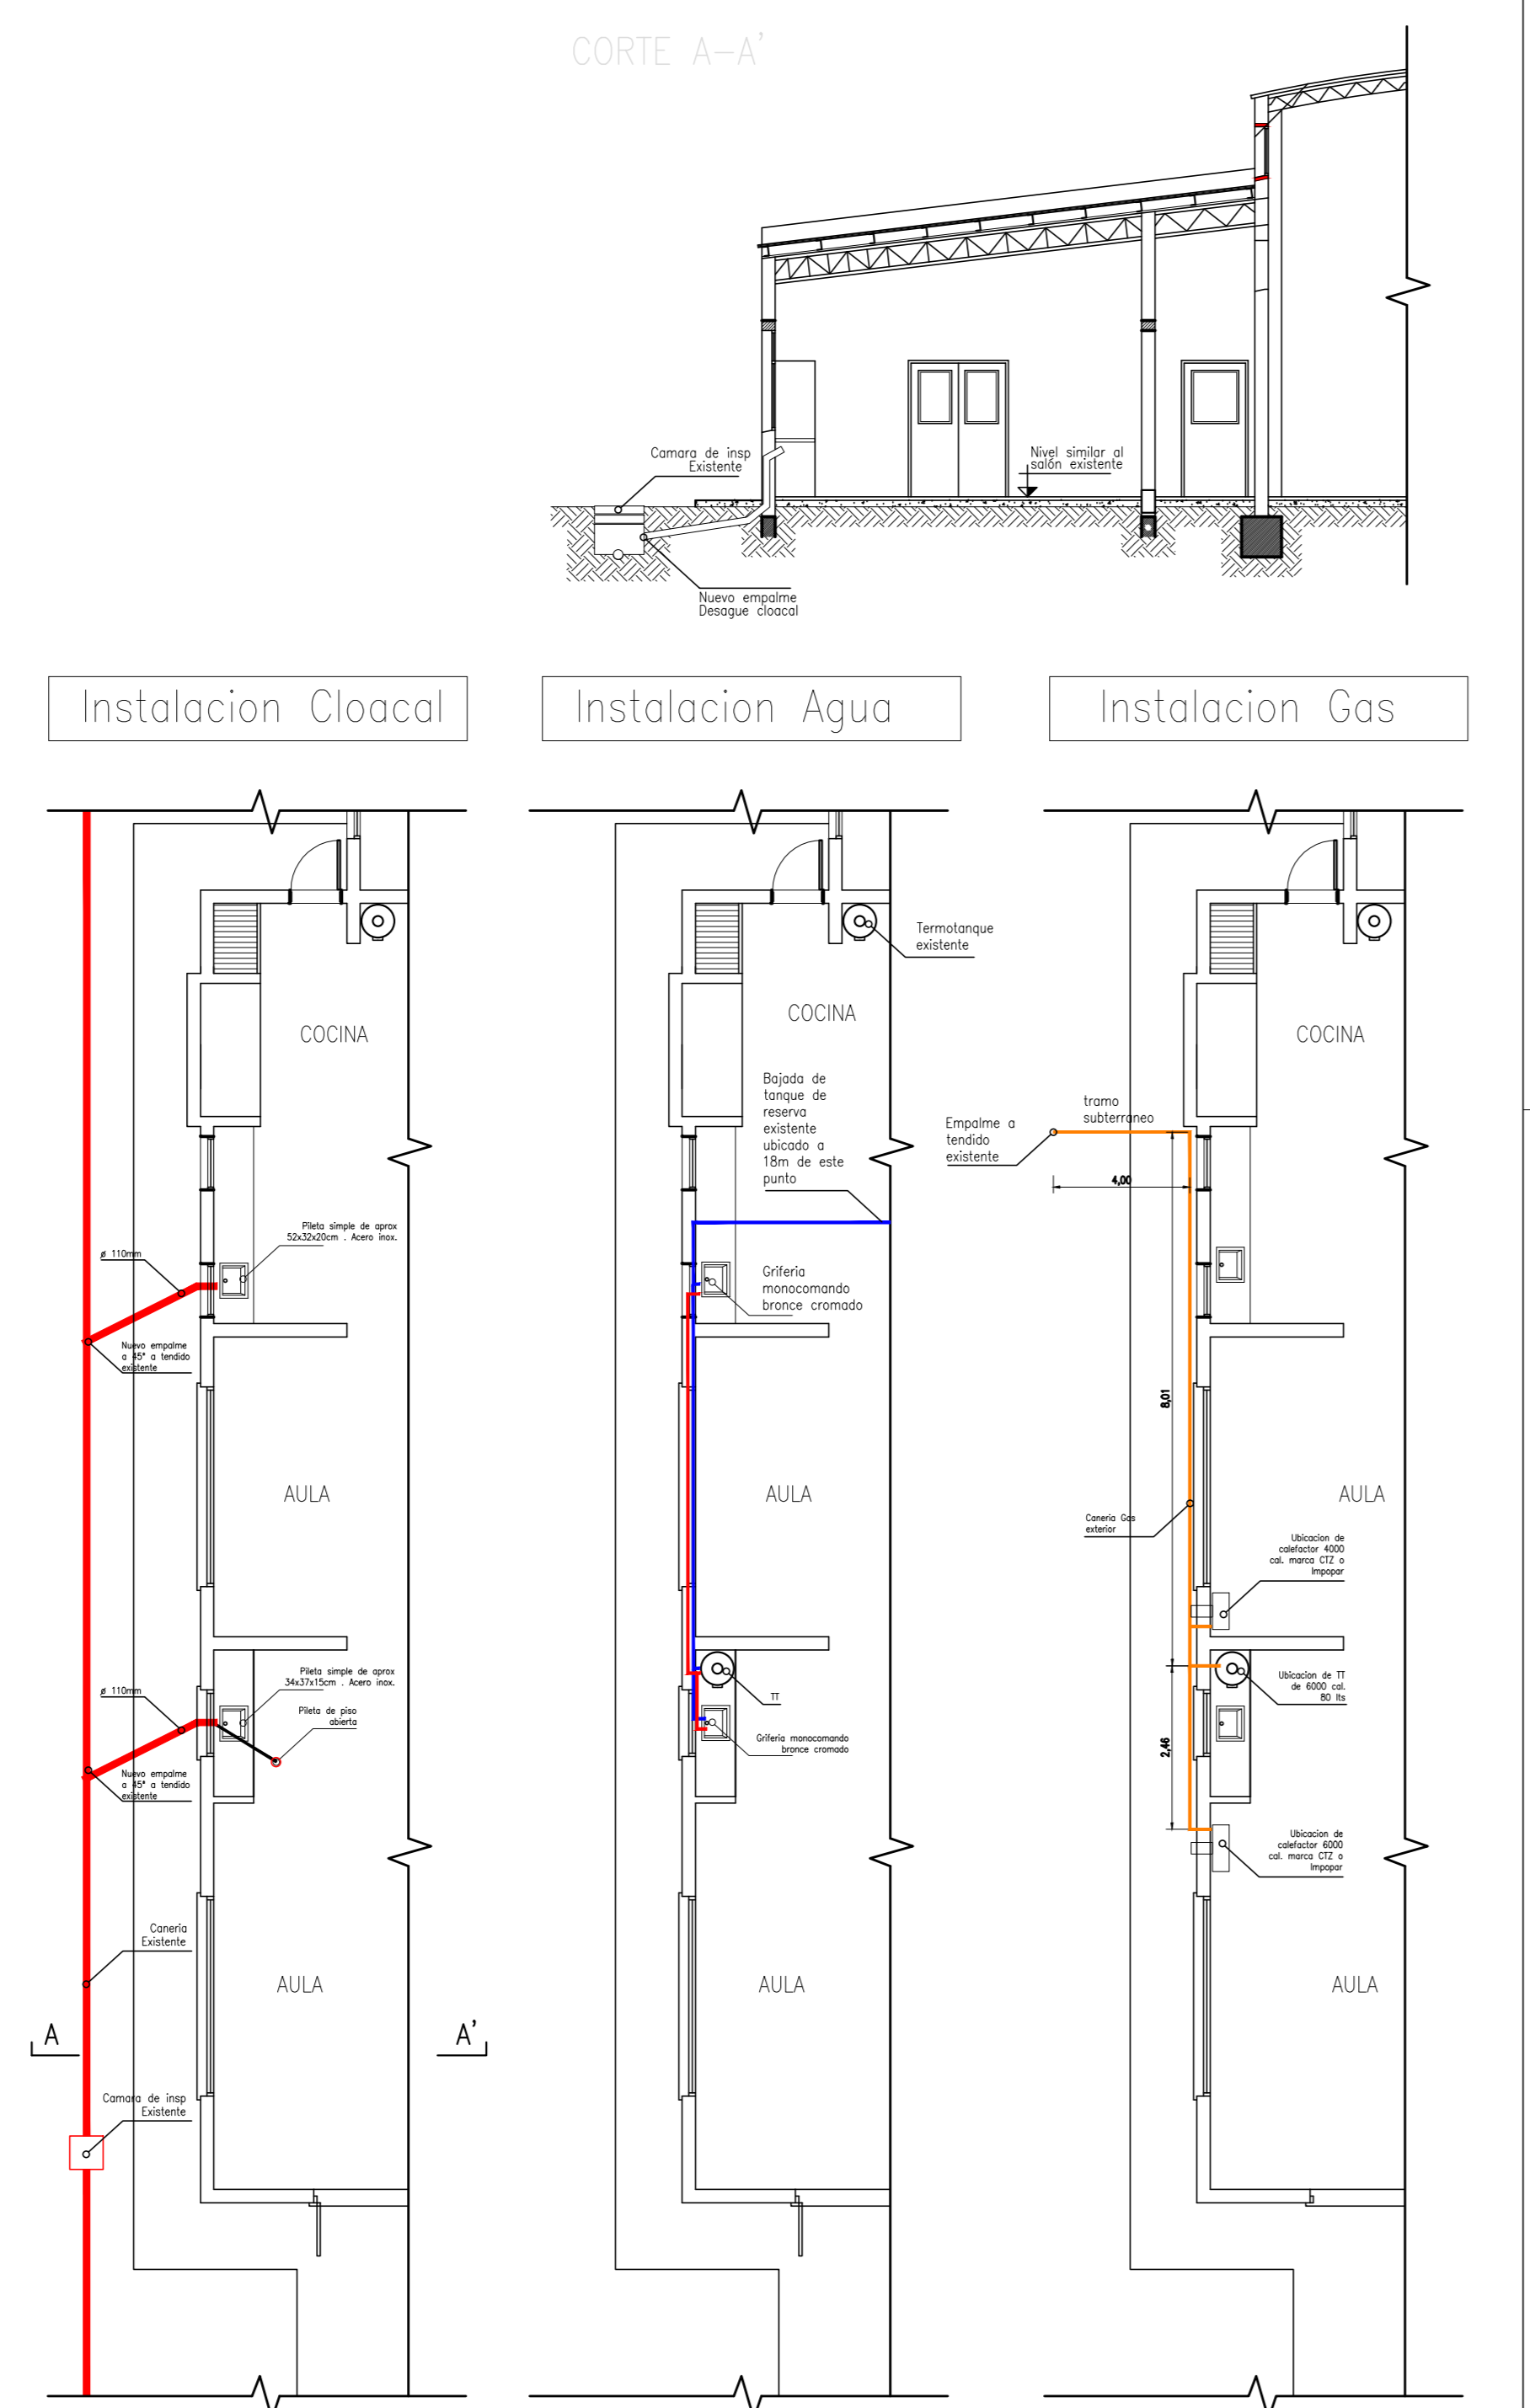 CORTE A-A'
Camara de insp
Existente
Nivel similar al
salón existente
Nuevo empalme
Desague cloacal
Instalacion Cloacal
Instalacion Agua
Instalacion Gas
COCINA
Pileta simple de aprox
52x32x20cm . Acero inox.
ø 110mm
Nuevo empalme
a 45° a tendido
existente
AULA
Pileta simple de aprox
34x37x15cm . Acero inox.
ø 110mm
Pileta de piso
abierta
Nuevo empalme
a 45° a tendido
existente
Caneria
Existente
AULA
A
A'
Camara de insp
Existente
Termotanque
existente
COCINA
Bajada de
tanque de
reserva
existente
ubicado a
18m de este
punto
Griferia
monocomando
bronce cromado
AULA
TT
Griferia monocomando
bronce cromado
AULA
COCINA
tramo
subterraneo
Empalme a
tendido
existente
4,00
8,01
AULA
Caneria Gas
exterior
Ubicacion de
calefactor 4000
cal. marca CTZ o
Impopar
Ubicacion de TT
de 6000 cal.
80 lts
2,46
Ubicacion de
calefactor 6000
cal. marca CTZ o
Impopar
AULA